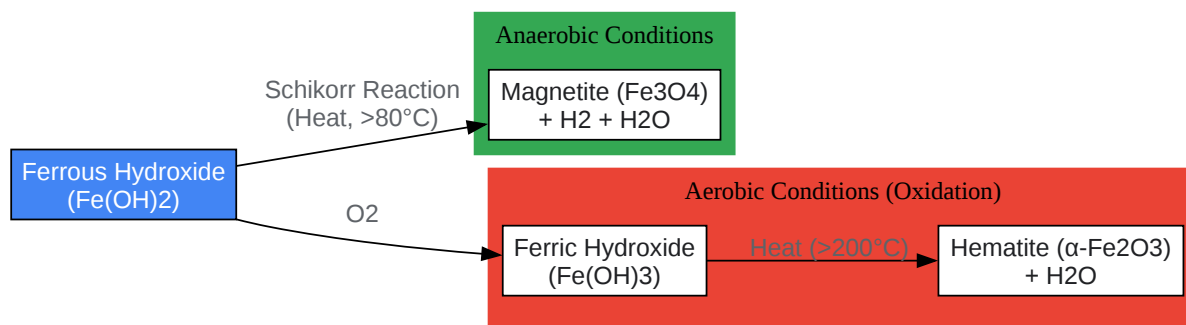 Anaerobic Conditions
Schikorr Reaction
(Heat, >80°C)
Magnetite (Fe3O4)
+ H2 + H2O
Ferrous Hydroxide
(Fe(OH)2)
Aerobic Conditions (Oxidation)
O2
Ferric Hydroxide
(Fe(OH)3)
Heat (>200°C)
Hematite (α-Fe2O3)
+ H2O